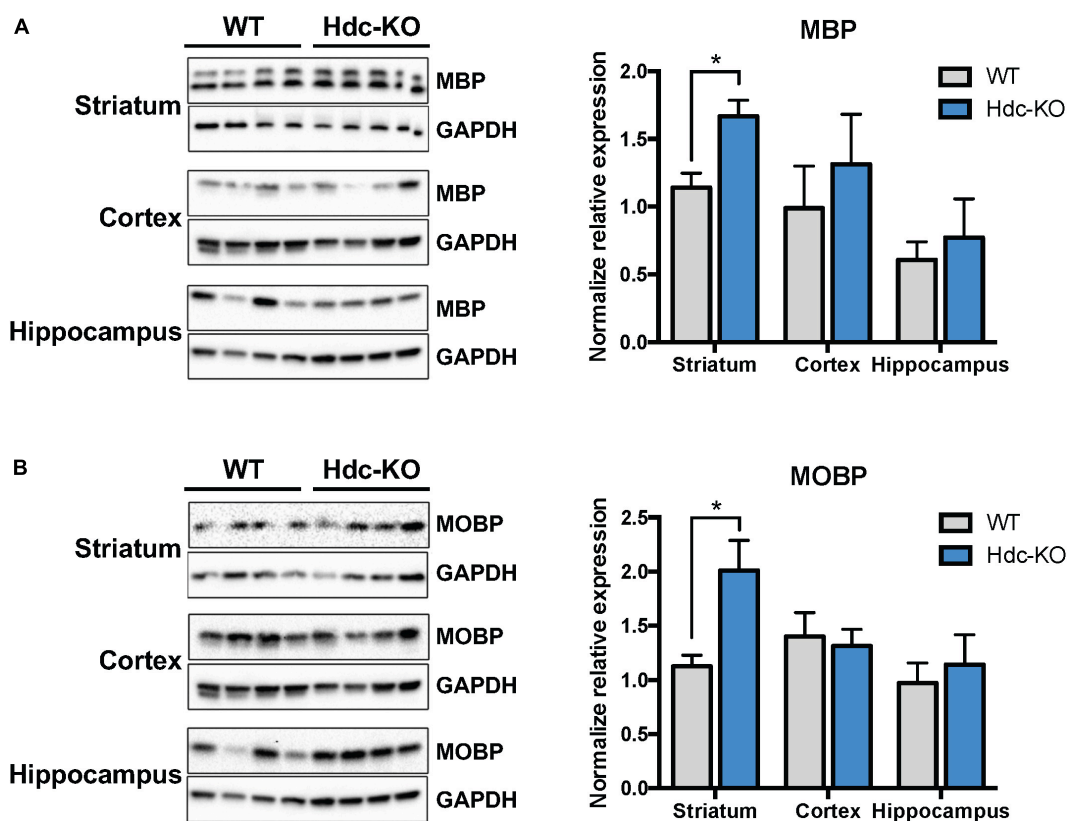 A
WT Hdc-KO
Striatum
MBP
GAPDH
Cortex
MBP
GAPDH
Hippocampus
MBP
GAPDH
MBP
Normalize relative expression
2.0
1.5
1.0
0.5
0.0
*
WT
Hdc-KO
Striatum Cortex Hippocampus
B
WT Hdc-KO
Striatum
MOBP
GAPDH
Cortex
MOBP
GAPDH
Hippocampus
MOBP
GAPDH
MOBP
Normalize relative expression
2.5
2.0
1.5
1.0
0.5
0.0
*
WT
Hdc-KO
Striatum Cortex Hippocampus